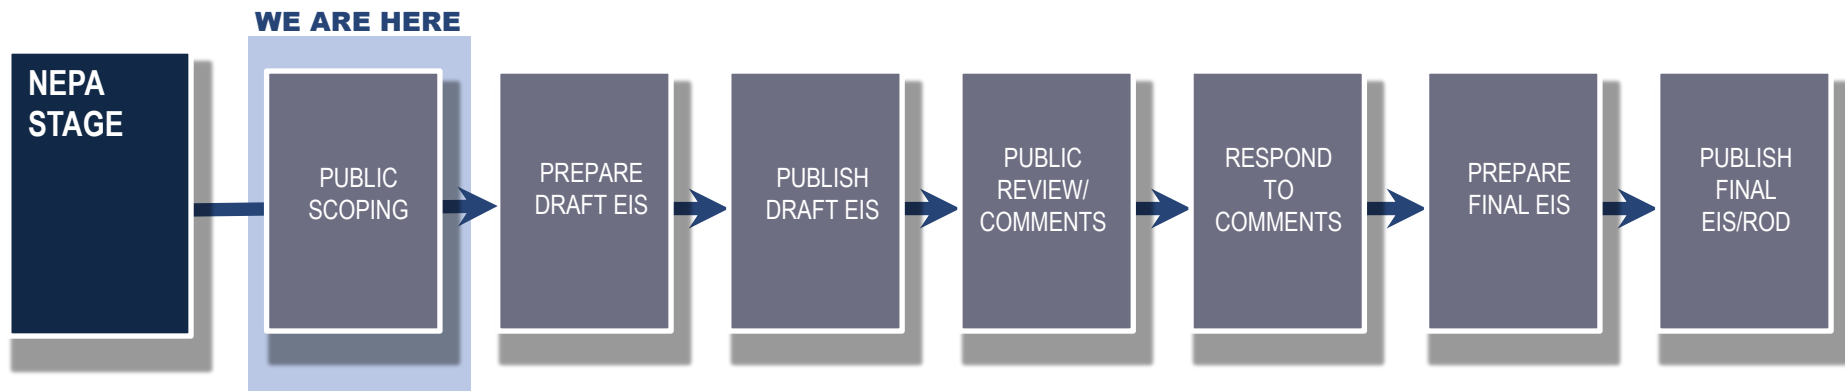 WE ARE HERE
NEPA
STAGE
PUBLIC
SCOPING
PREPARE
DRAFT EIS
PUBLISH
DRAFT EIS
PUBLIC
REVIEW/
COMMENTS
RESPOND
TO
COMMENTS
PREPARE
FINAL EIS
PUBLISH
FINAL
EIS/ROD